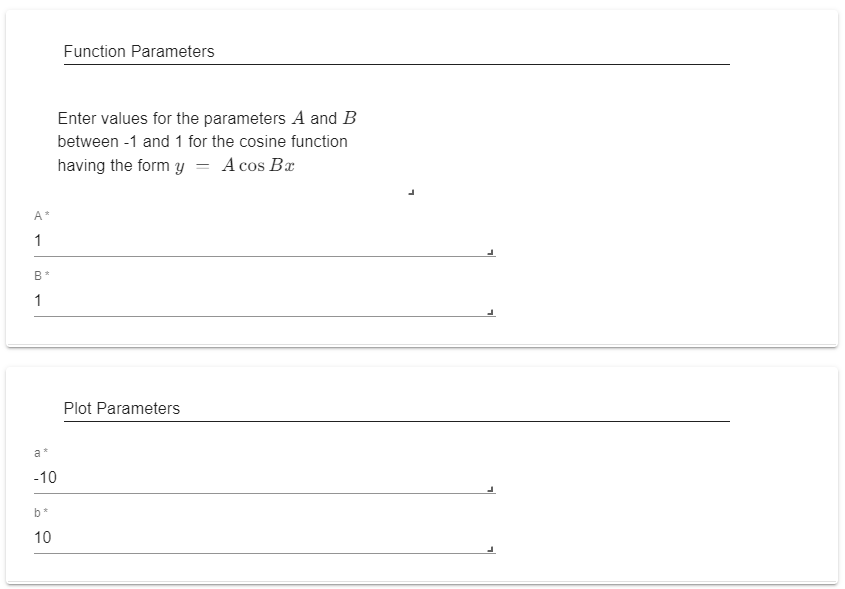 Function Parameters
Enter values for the parameters A and B
between -1 and 1 for the cosine function
having the form y = A cos Bx
A*
1
B*
1
Plot Parameters
a*
-10
b*
10